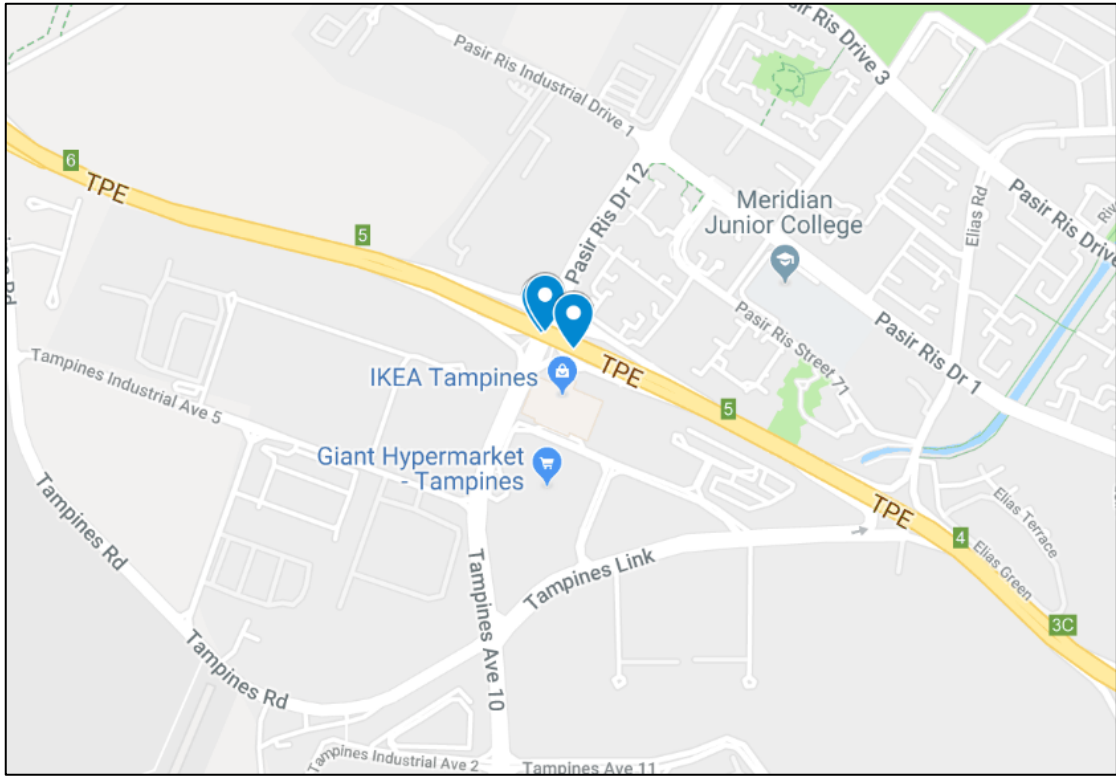 Pasir Ris Drive 3
Pasir Ris Industrial Drive 1
6
TPE
5
Pasir Ris Dr 12
Meridian
Junior College
Elias Rd
Pasir Ris Drive
Pasir Ris Dr 1
Pasir Ris Street 71
IKEA Tampines
TPE
5
Tampines Industrial Ave 5
Giant Hypermarket
- Tampines
TPE
4
Elias Terrace
Elias Green
3C
Tampines Rd
Tampines Link
Tampines Ave 10
Tampines Rd
Tampines Industrial Ave 2
Tampines Ave 11